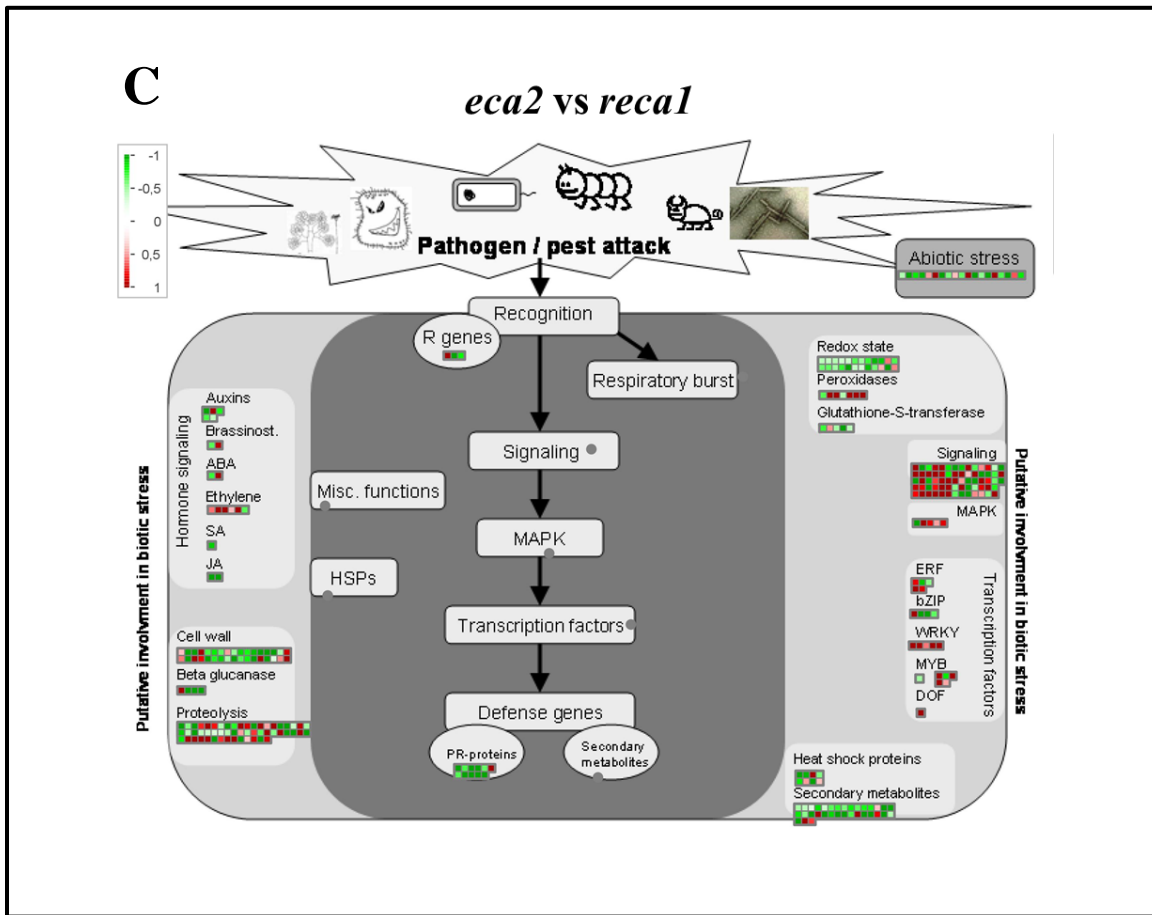 C
eca2 vs reca1
-1
-0,5
0
0,5
1
Pathogen / pest attack
Abiotic stress
Recognition
R genes
Respiratory burst
Redox state
Peroxidases
Glutathione-S-transferase
Hormone signaling
Auxins
Brassinost.
ABA
Ethylene
SA
JA
Signaling
Misc. functions
MAPK
HSPs
Transcription factors
Defense genes
PR-proteins
Secondary
metabolites
Putative involvment in biotic stress
Cell wall
Beta glucanase
Proteolysis
Signaling
MAPK
Putative involvment in biotic stress
ERF
bZIP
WRKY
MYB
DOF
Transcription factors
Heat shock proteins
Secondary metabolites